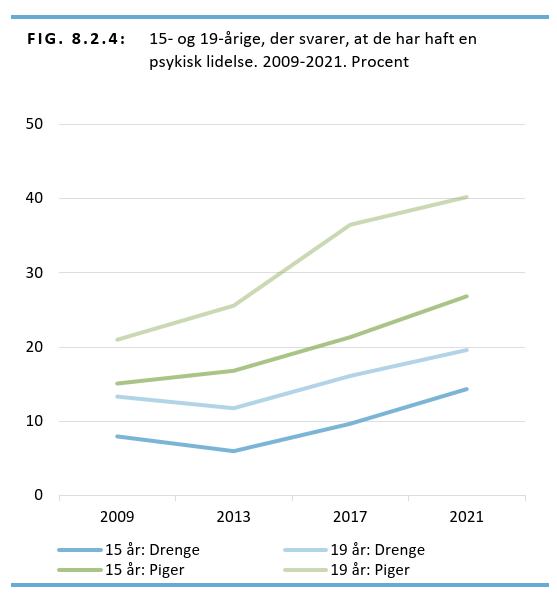 FIG. 8.2.4: 15- og 19-årige, der svarer, at de har haft en
psykisk lidelse. 2009-2021. Procent
50
40
30
20
10
0
2009 2013 2017 2021
15 år: Drenge 19 år: Drenge
15 år: Piger 19 år: Piger